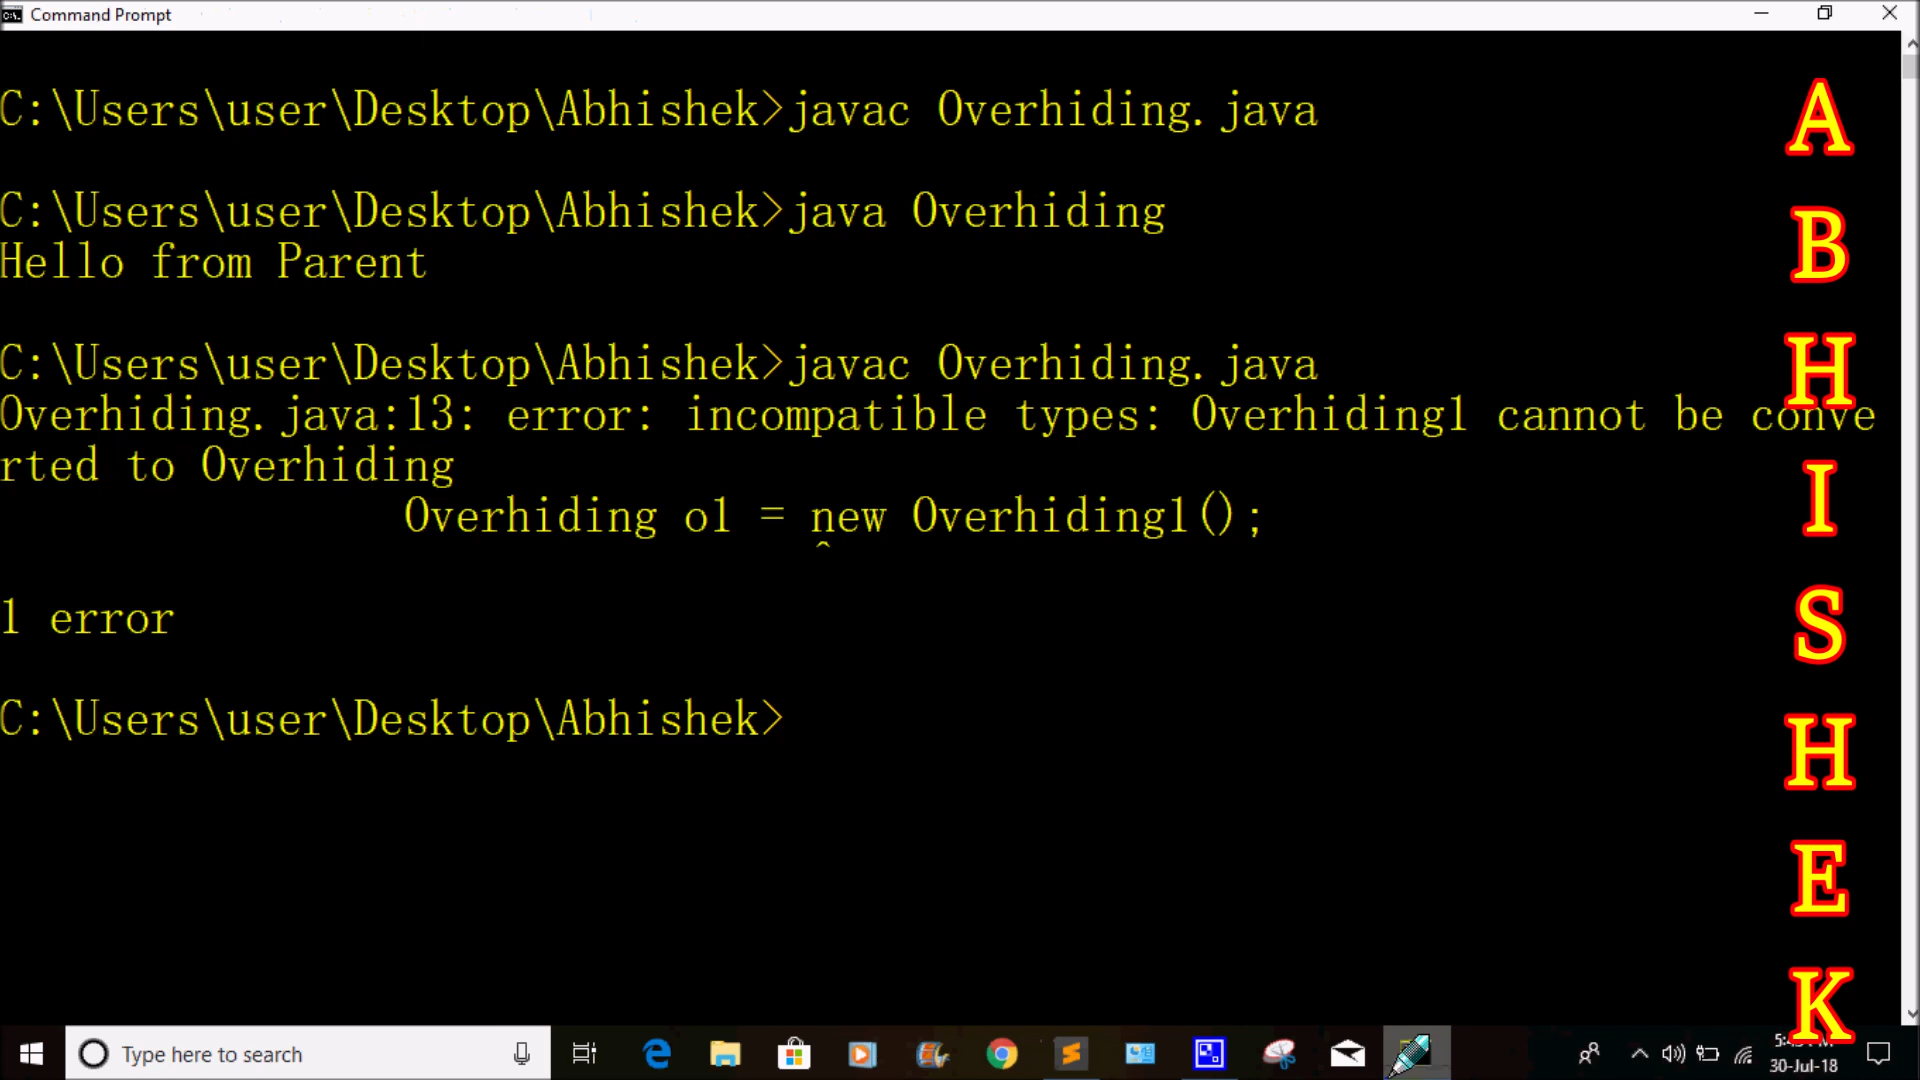 Command Prompt
C:\Users\user\Desktop\Abhishek>javac Overhiding.java
C:\Users\user\Desktop\Abhishek>java Overhiding
Hello from Parent
C:\Users\user\Desktop\Abhishek>javac Overhiding.java
Overhiding.java:13: error: incompatible types: Overhiding1 cannot be conve
rted to Overhiding
Overhiding o1 = new Overhiding1();
^
1 error
C:\Users\user\Desktop\Abhishek>
A
B
H
I
S
H
E
K
Type here to search
30-Jul-18